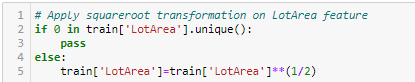 1 # Apply squareroot transformation on LotArea feature
2 if 0 in train['LotArea'].unique():
3     pass
4 else:
5     train['LotArea']=train['LotArea']**(1/2)